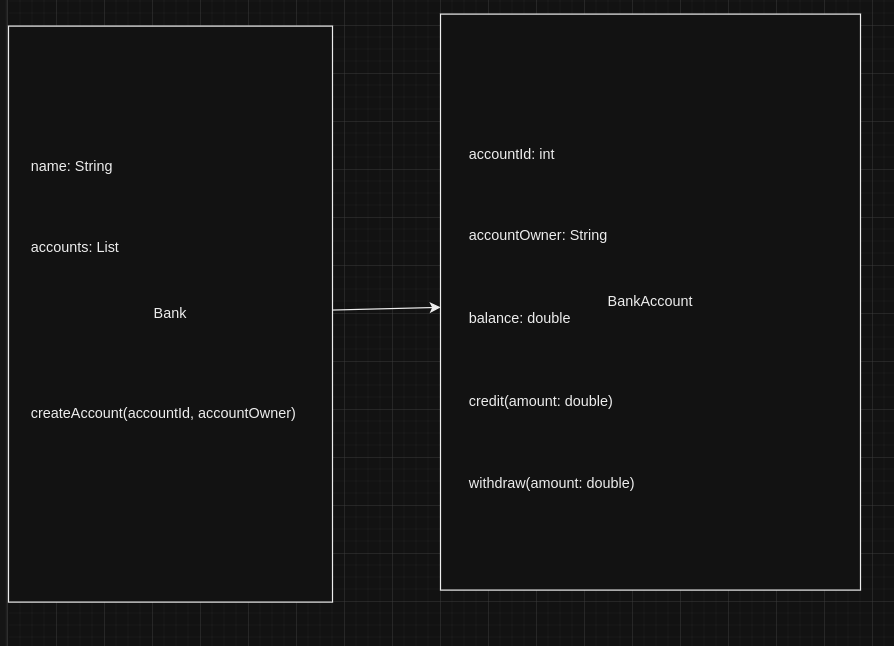 name: String
accounts: List
Bank
createAccount(accountId, accountOwner)
accountId: int
accountOwner: String
BankAccount
balance: double
credit(amount: double)
withdraw(amount: double)